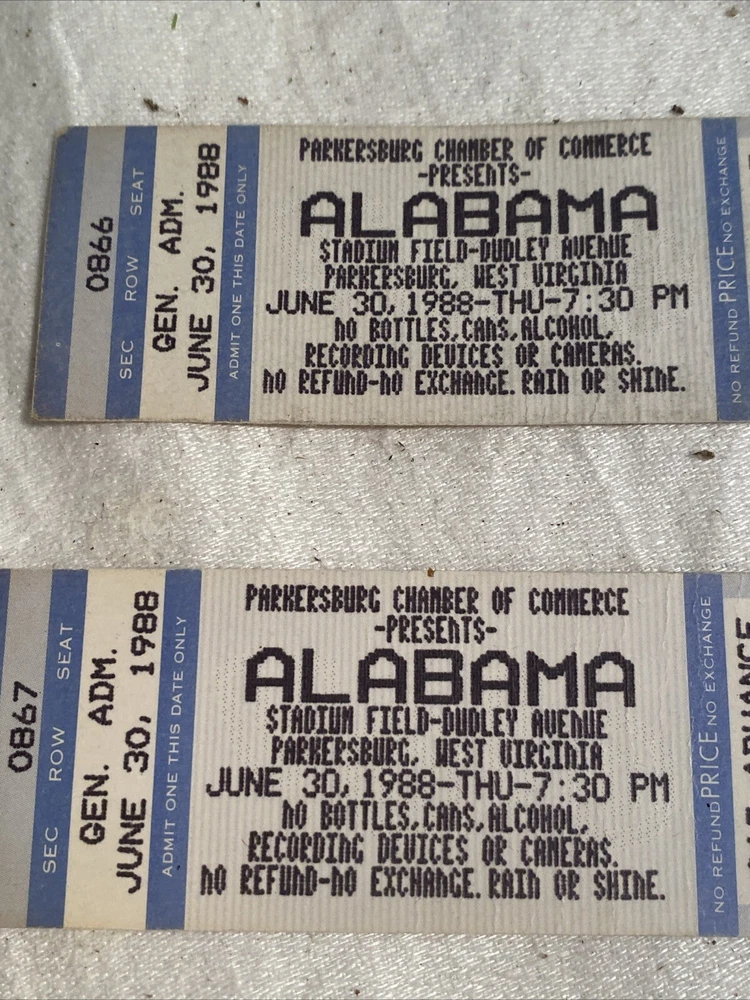 0866
SEC ROW SEAT
GEN. ADM.
JUNE 30, 1988
ADMIT ONE THIS DATE ONLY
PARKERSBURG CHAMBER OF COMMERCE
-PRESENTS-
ALABAMA
STADIUM FIELD-DUDLEY AVENUE
PARKERSBURG, WEST VIRGINIA
JUNE 30, 1988-THU-7:30 PM
NO BOTTLES, CANS, ALCOHOL,
RECORDING DEVICES OR CAMERAS.
NO REFUND-NO EXCHANGE. RAIN OR SHINE.
NO REFUND PRICE NO EXCHANGE
0867
SEC ROW SEAT
GEN. ADM.
JUNE 30, 1988
ADMIT ONE THIS DATE ONLY
PARKERSBURG CHAMBER OF COMMERCE
-PRESENTS-
ALABAMA
STADIUM FIELD-DUDLEY AVENUE
PARKERSBURG, WEST VIRGINIA
JUNE 30, 1988-THU-7:30 PM
NO BOTTLES, CANS, ALCOHOL,
RECORDING DEVICES OR CAMERAS.
NO REFUND-NO EXCHANGE. RAIN OR SHINE.
NO REFUND PRICE NO EXCHANGE